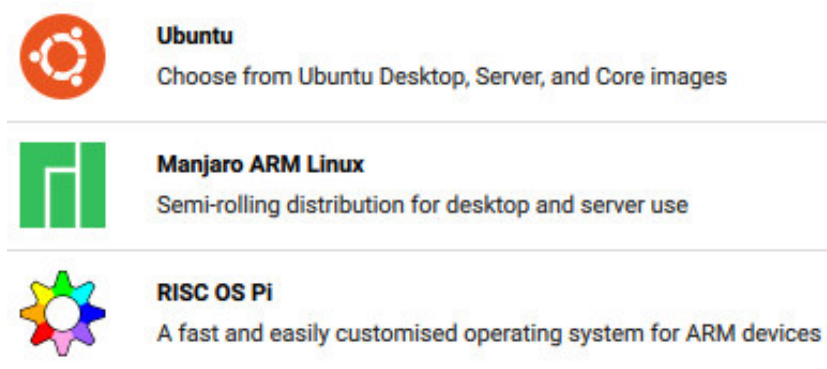 Ubuntu
Choose from Ubuntu Desktop, Server, and Core images
Manjaro ARM Linux
Semi-rolling distribution for desktop and server use
RISC OS Pi
A fast and easily customised operating system for ARM devices